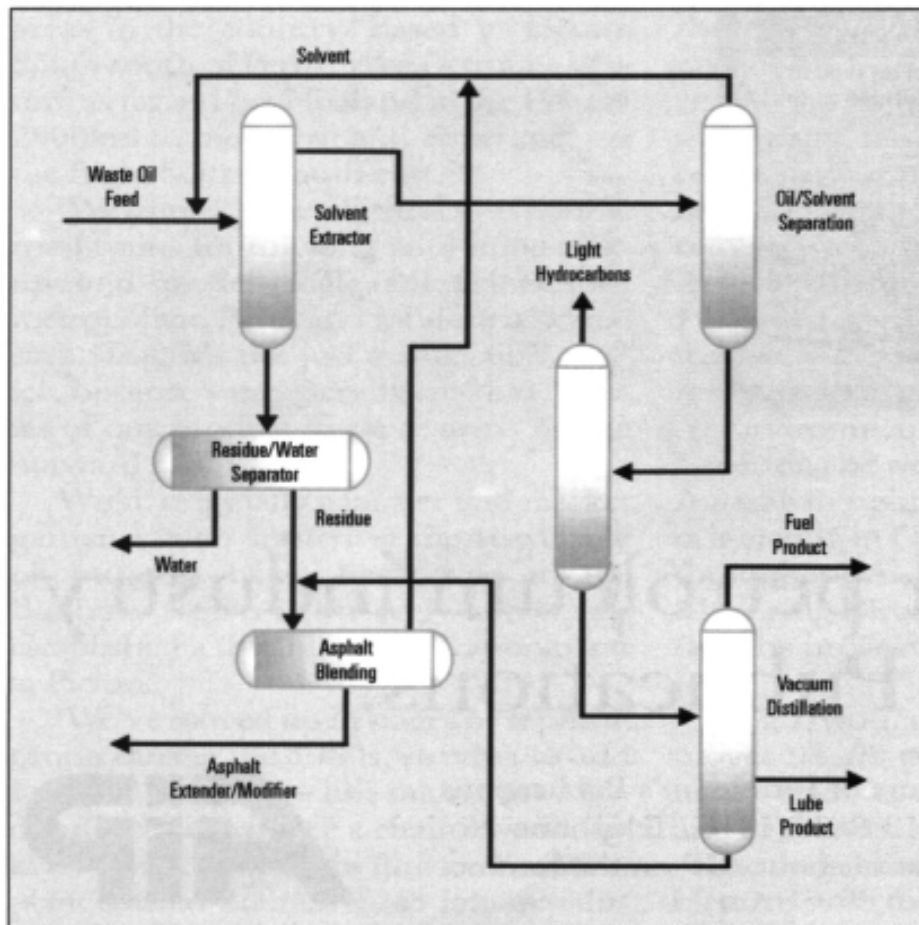 Solvent
Waste Oil
Feed
Solvent
Extractor
Oil/Solvent
Separation
Light
Hydrocarbons
Residue/Water
Separator
Residue
Water
Fuel
Product
Asphalt
Blending
Vacuum
Distillation
Asphalt
Extender/Modifier
Lube
Product